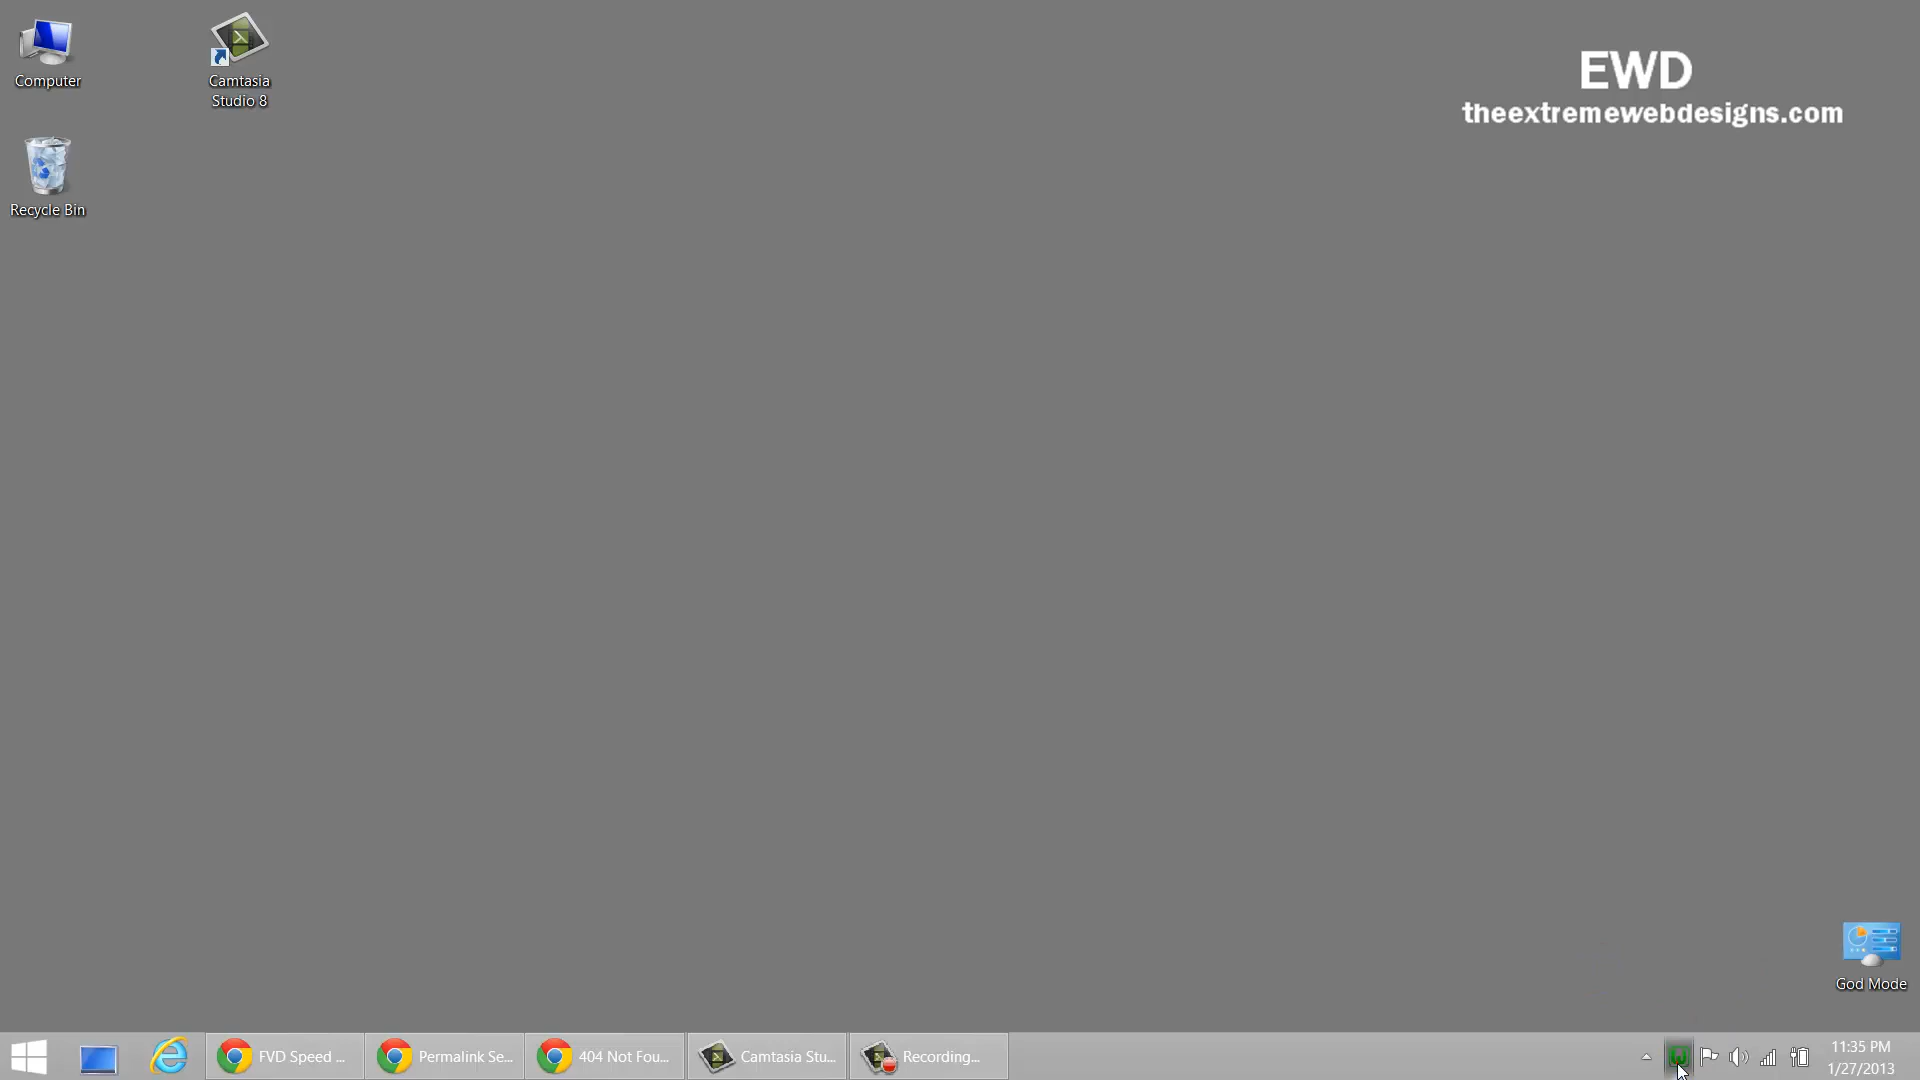 Computer
Camtasia
Studio 8
EWD
theextremewebdesigns.com
Recycle Bin
God Mode
FVD Speed ...
Permalink Se...
404 Not Fou...
Camtasia Stu...
Recording...
11:35 PM
1/27/2013